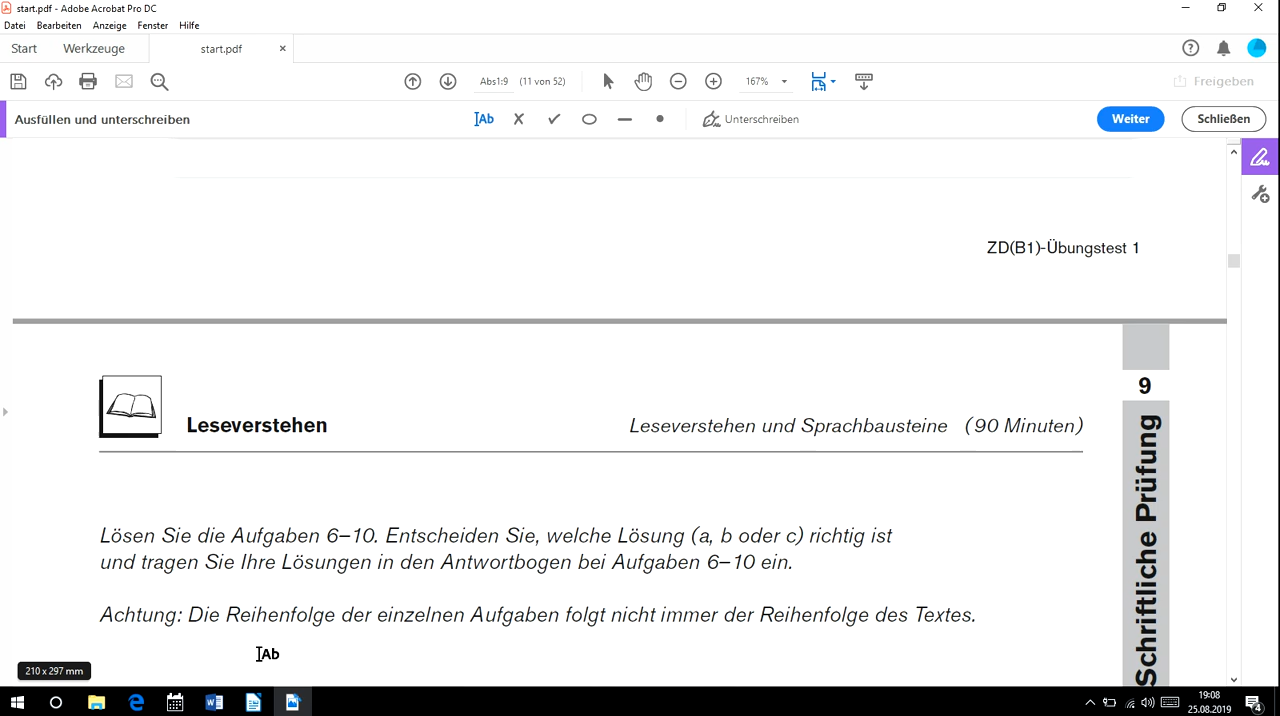 start.pdf - Adobe Acrobat Pro DC
Datei Bearbeiten Anzeige Fenster Hilfe
Start Werkzeuge start.pdf ×
Abs1:9 (11 von 52) 167% Freigeben
Ausfüllen und unterschreiben Ab Unterschreiben Weiter Schließen
ZD(B1)-Übungstest 1
9
Leseverstehen Leseverstehen und Sprachbausteine (90 Minuten)
Schriftliche Prüfung
Lösen Sie die Aufgaben 6–10. Entscheiden Sie, welche Lösung (a, b oder c) richtig ist
und tragen Sie Ihre Lösungen in den Antwortbogen bei Aufgaben 6–10 ein.
Achtung: Die Reihenfolge der einzelnen Aufgaben folgt nicht immer der Reihenfolge des Textes.
Ab
210 x 297 mm
19:08
25.08.2019
4